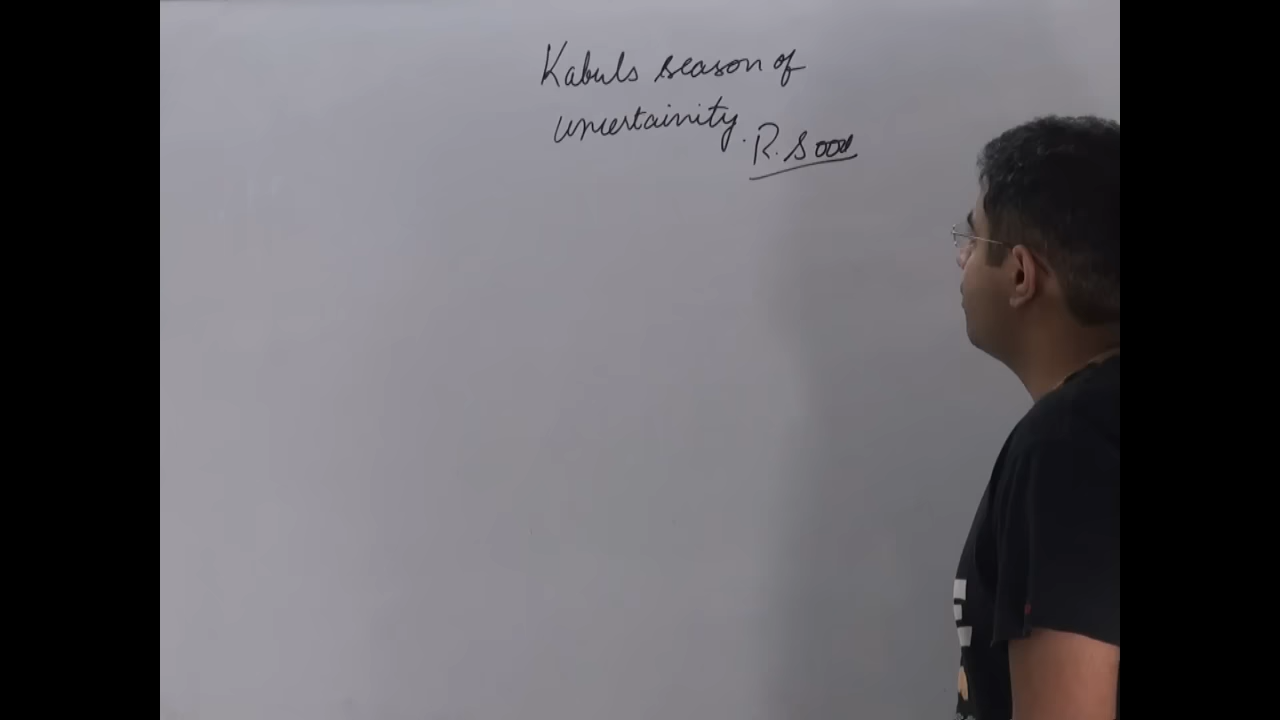 Kabuls season of
uncertainity.
R. Sood